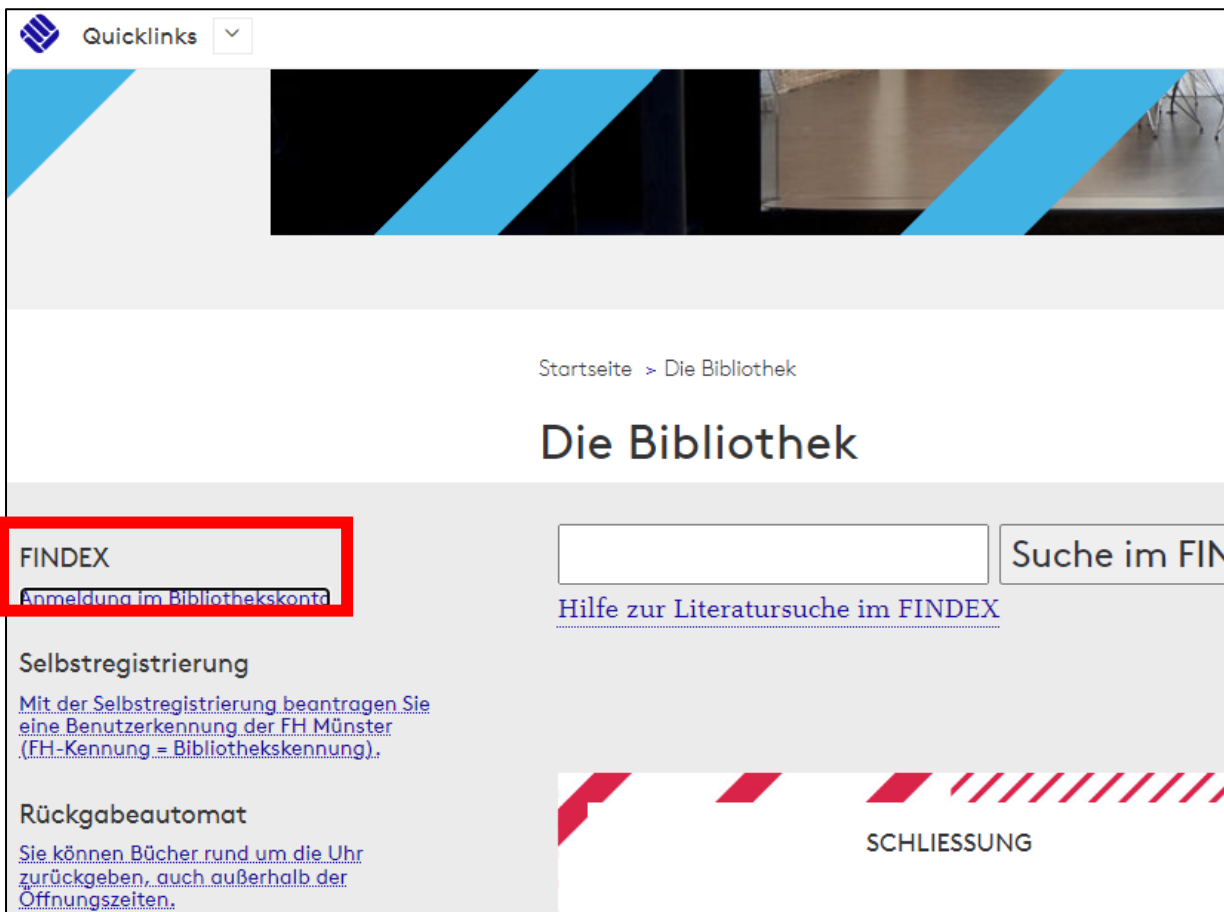 Quicklinks
Startseite > Die Bibliothek
Die Bibliothek
FINDEX
Anmeldung im Bibliothekskonto
Suche im FIN
Hilfe zur Literatursuche im FINDEX
Selbstregistrierung
Mit der Selbstregistrierung beantragen Sie
eine Benutzerkennung der FH Münster
(FH-Kennung = Bibliothekskennung).
Rückgabeautomat
Sie können Bücher rund um die Uhr
zurückgeben, auch außerhalb der
Öffnungszeiten.
SCHLIESSUNG